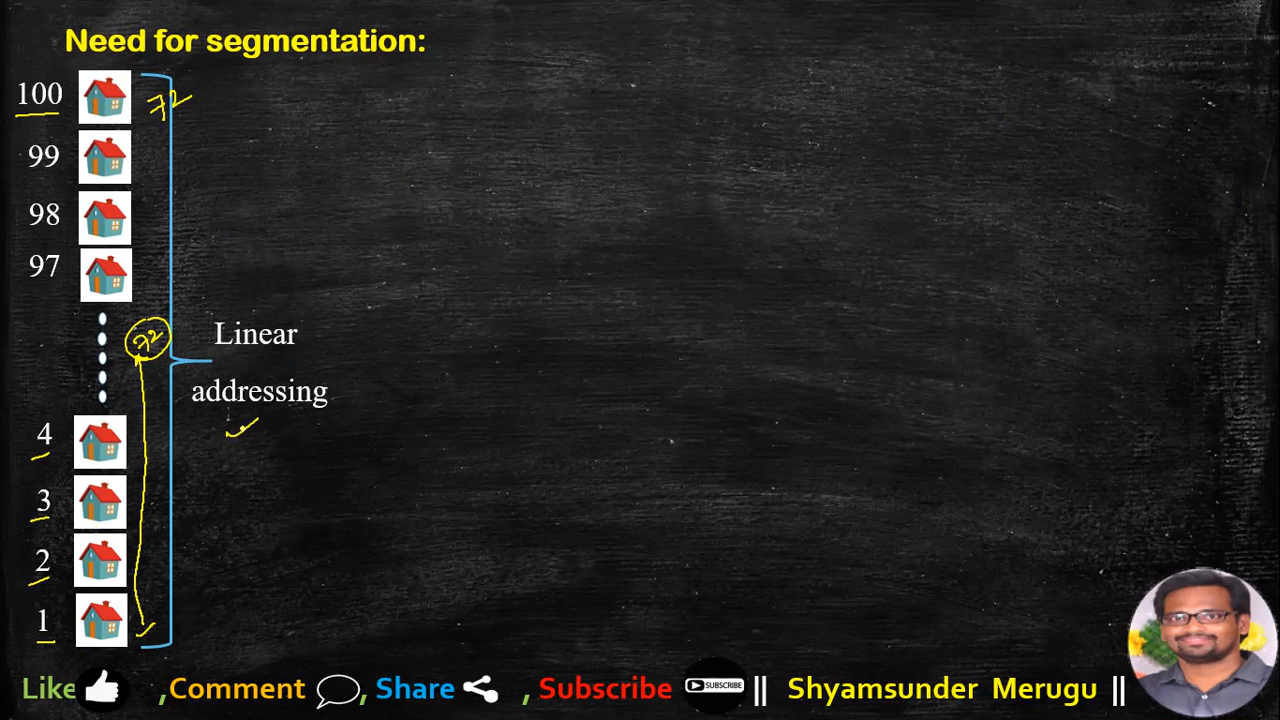 Need for segmentation:
100
72
99
98
97
72
Linear
addressing
4
3
2
1
Like , Comment , Share , Subscribe SUBSCRIBE || Shyamsunder Merugu ||